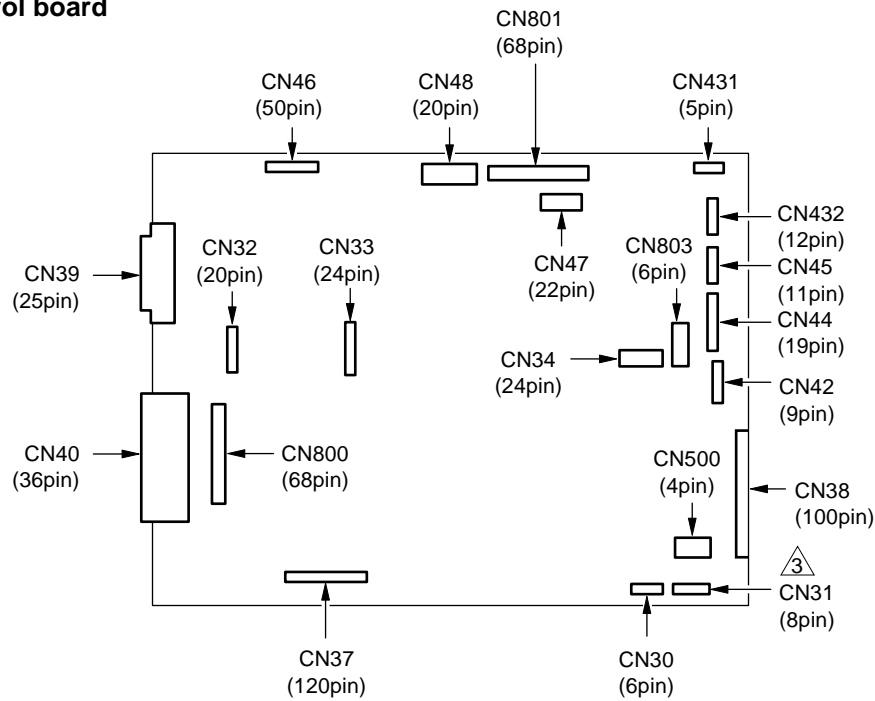 rol board
CN801
(68pin)
CN46
(50pin)
CN48
(20pin)
CN431
(5pin)
CN39
(25pin)
CN32
(20pin)
CN33
(24pin)
CN47
(22pin)
CN803
(6pin)
CN432
(12pin)
CN45
(11pin)
CN44
(19pin)
CN34
(24pin)
CN42
(9pin)
CN40
(36pin)
CN800
(68pin)
CN500
(4pin)
CN38
(100pin)
3
CN31
(8pin)
CN37
(120pin)
CN30
(6pin)